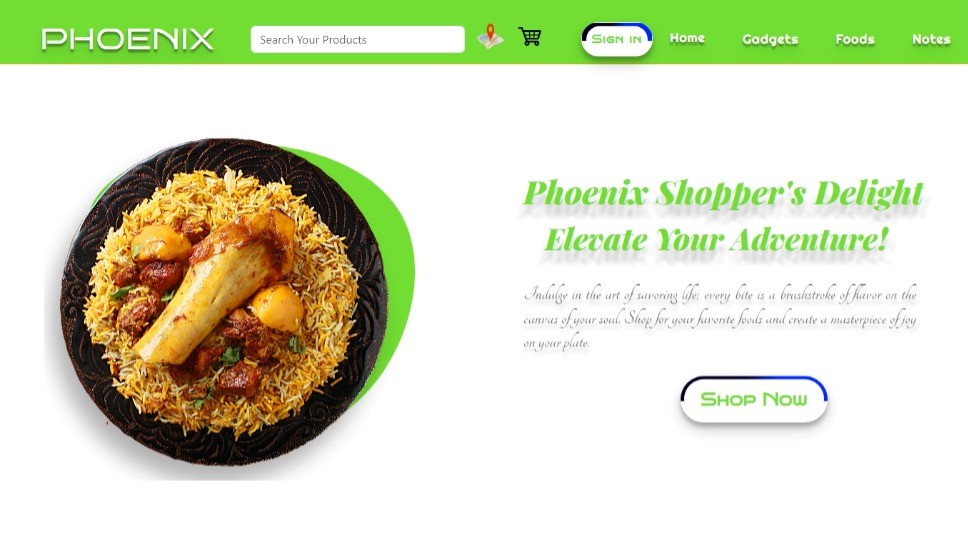 PHOENIX
Search Your Products
Sign in
Home
Gadgets
Foods
Notes
Phoenix Shopper's Delight
Elevate Your Adventure!
Indulge in the art of savoring life; every bite is a brushstroke of flavor on the
canvas of your soul. Shop for your favorite foods and create a masterpiece of joy
on your plate.
Shop Now